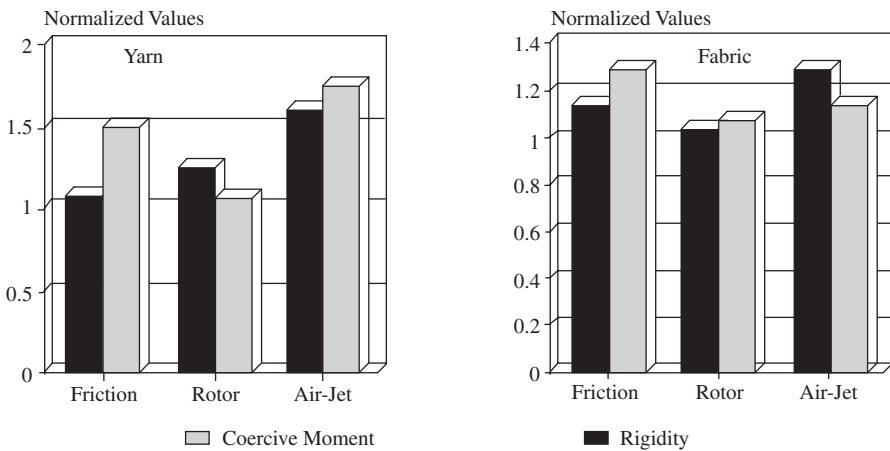 Normalized Values
Yarn
2
1.5
1
0.5
0
Friction Rotor Air-Jet
Normalized Values
Fabric
1.4
1.2
1
0.8
0.6
0.4
0.2
0
Friction Rotor Air-Jet
Coercive Moment Rigidity